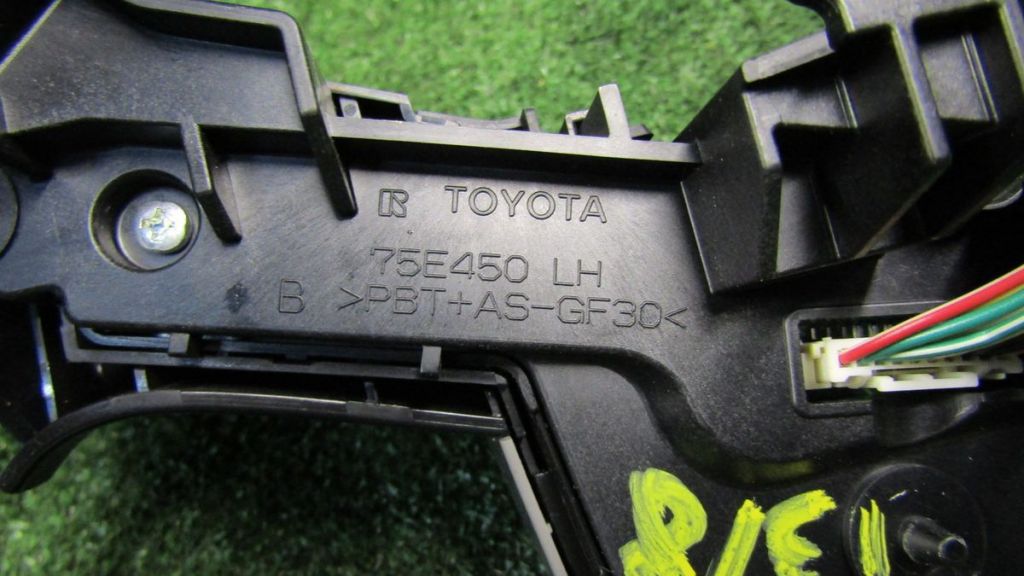 R TOYOTA
75E450 LH
B >PBT+AS-GF30<